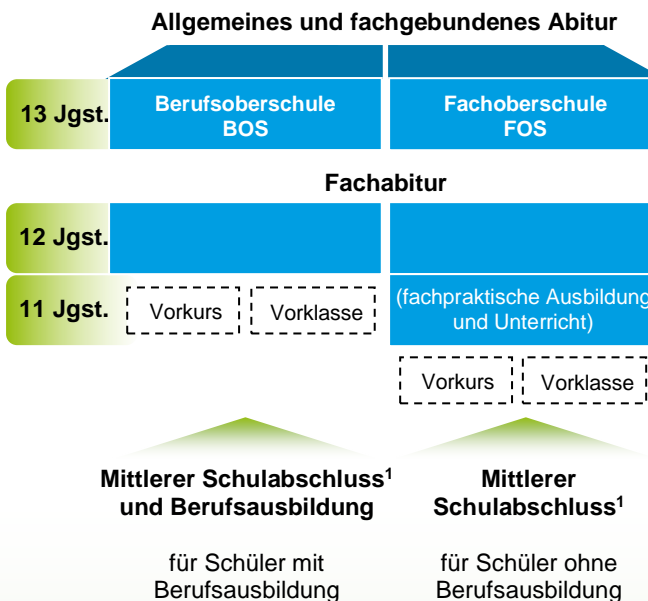 Allgemeines und fachgebundenes Abitur
13 Jgst.
Berufsoberschule
BOS
Fachoberschule
FOS
Fachabitur
12 Jgst.
11 Jgst.
Vorkurs
Vorklasse
(fachpraktische Ausbildung
und Unterricht)
Vorkurs
Vorklasse
Mittlerer Schulabschluss¹
und Berufsausbildung
Mittlerer
Schulabschluss¹
für Schüler mit
Berufsausbildung
für Schüler ohne
Berufsausbildung